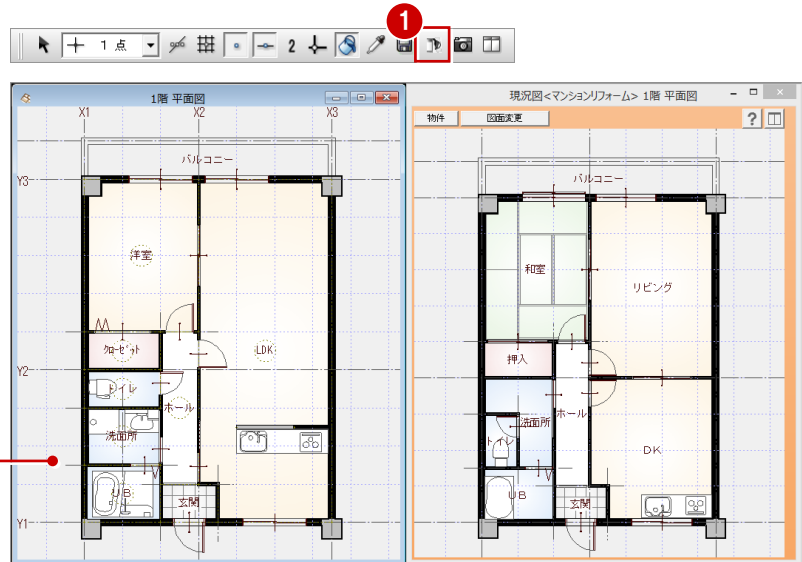 1
1 点
2
1階 平面図
X1 X2 X3
バルコニー
Y3
洋室
クローゼット
LDK
Y2
トイレ
ホール
洗面所
UB
玄関
Y1
現況図<マンションリフォーム> 1階 平面図
物件 図面変更 ?
バルコニー
和室
リビング
押入
ホール
洗面所
トイレ
DK
UB
玄関